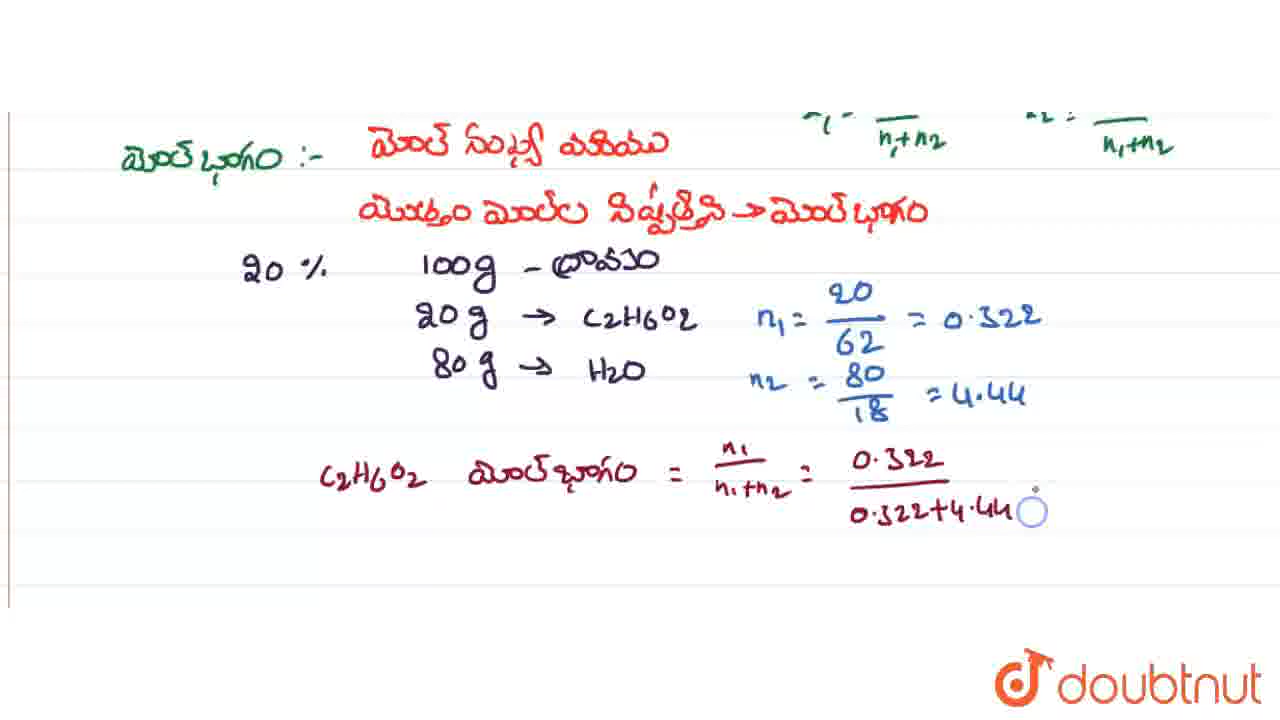 n1+n2 n1+n2
మోల్ భాగం :- మోల్ సంఖ్య మరియు
మొత్తం మోల్ల నిష్పత్తిని → మోల్ భాగం
20 % 100g - ద్రావణం
20 g → C2H6O2 n1 = 20/62 = 0.322
80 g → H2O n2 = 80/18 = 4.44
C2H6O2 మోల్ భాగం = n1/n1+n2 = 0.322/0.322+4.44
doubtnut